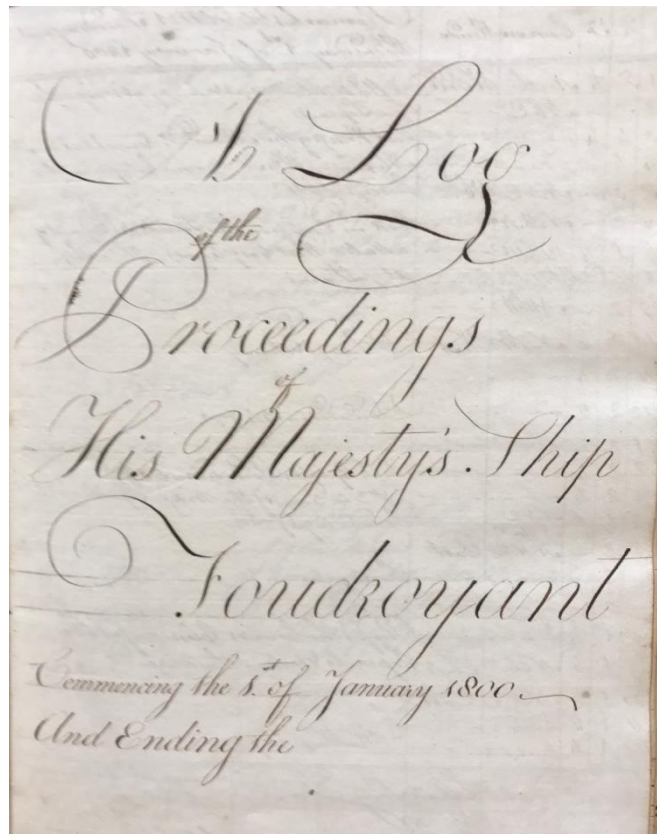 A Log
of the
Proceedings
of
His Majesty's Ship
Foudroyant
Commencing the 1st of January 1800
And Ending the